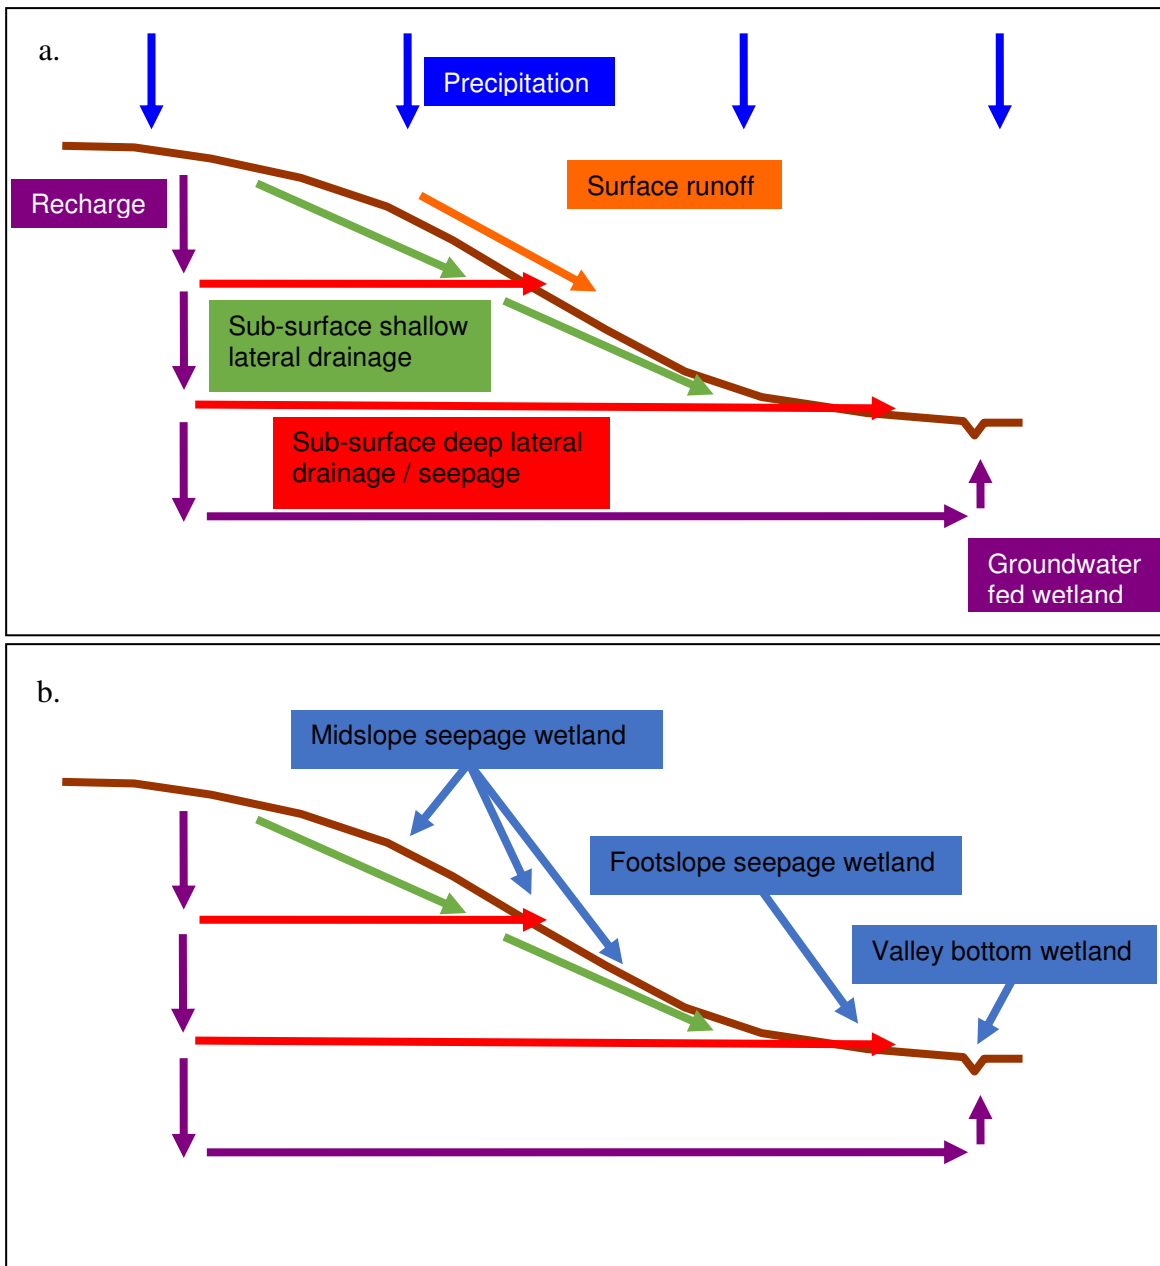 a.
Precipitation
Surface runoff
Recharge
Sub-surface shallow
lateral drainage
Sub-surface deep lateral
drainage / seepage
Groundwater
fed wetland
b.
Midslope seepage wetland
Footslope seepage wetland
Valley bottom wetland